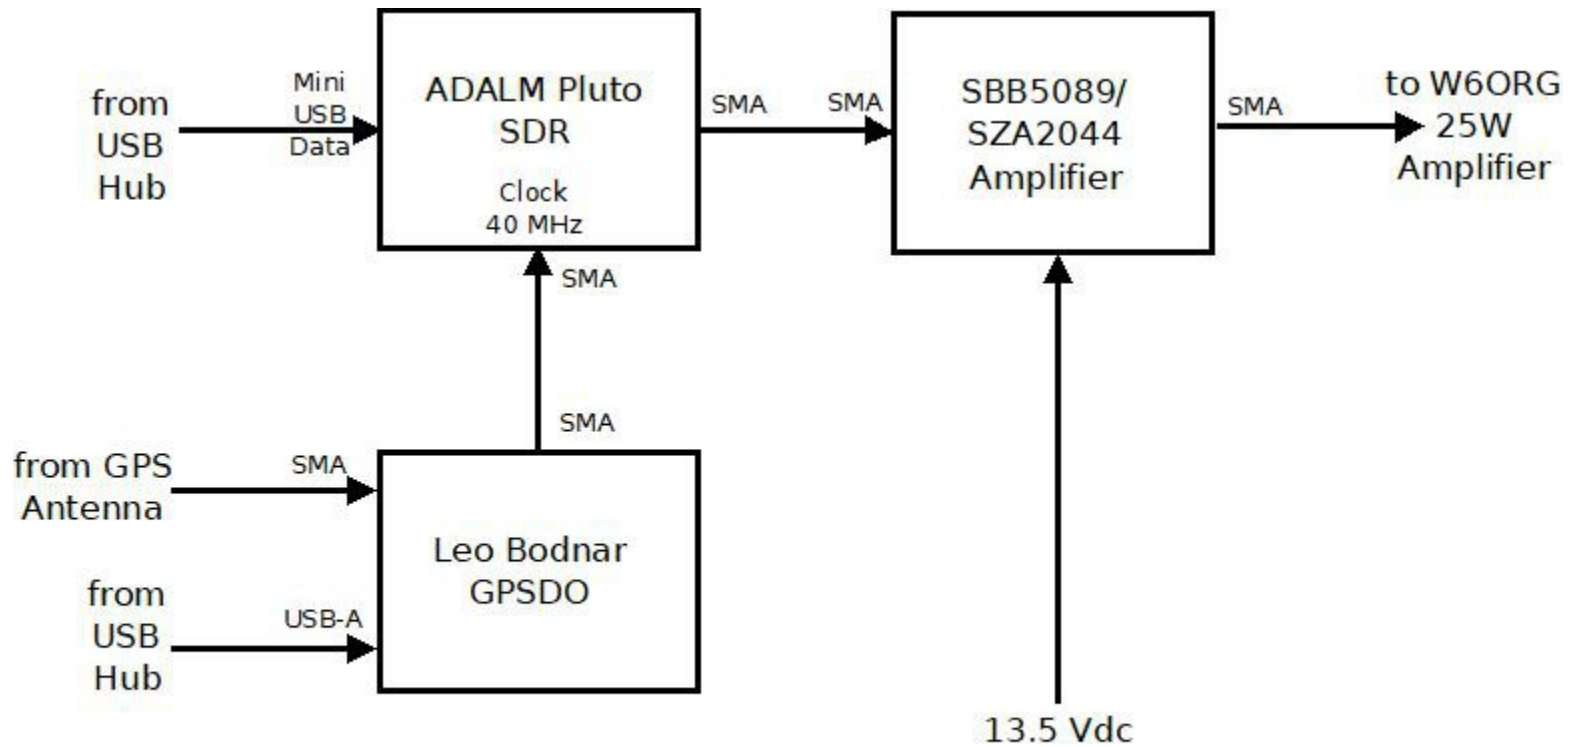 from
USB
Hub
Mini
USB
Data
ADALM Pluto
SDR
Clock
40 MHz
SMA
SMA
SBB5089/
SZA2044
Amplifier
SMA
to W6ORG
25W
Amplifier
SMA
SMA
from GPS
Antenna
SMA
from
USB
Hub
USB-A
Leo Bodnar
GPSDO
13.5 Vdc